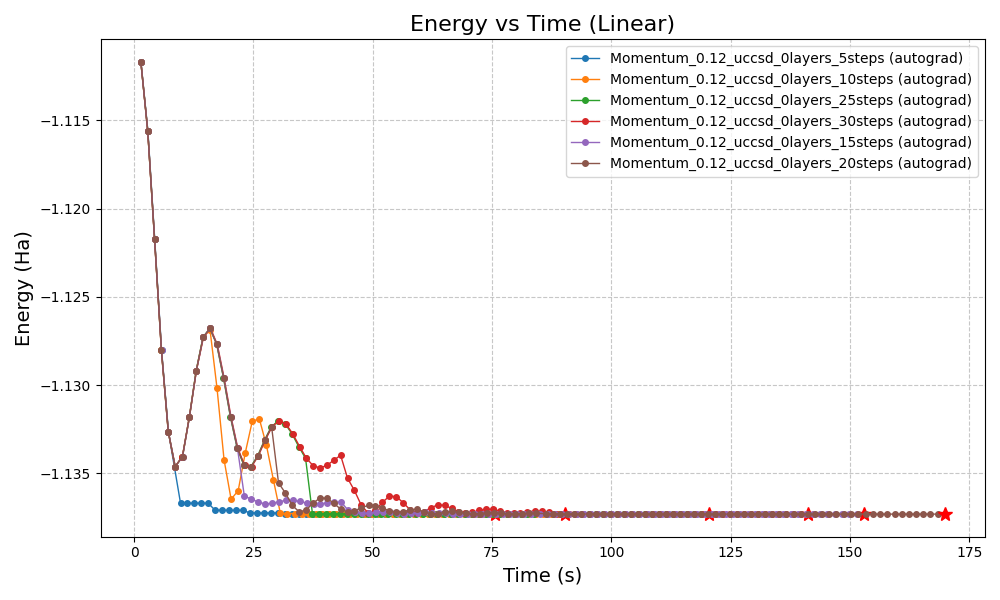 Energy vs Time (Linear)
Momentum_0.12_uccsd_0layers_5steps (autograd)
Momentum_0.12_uccsd_0layers_10steps (autograd)
Momentum_0.12_uccsd_0layers_25steps (autograd)
Momentum_0.12_uccsd_0layers_30steps (autograd)
Momentum_0.12_uccsd_0layers_15steps (autograd)
Momentum_0.12_uccsd_0layers_20steps (autograd)
Energy (Ha)
−1.115
−1.120
−1.125
−1.130
−1.135
0 25 50 75 100 125 150 175
Time (s)